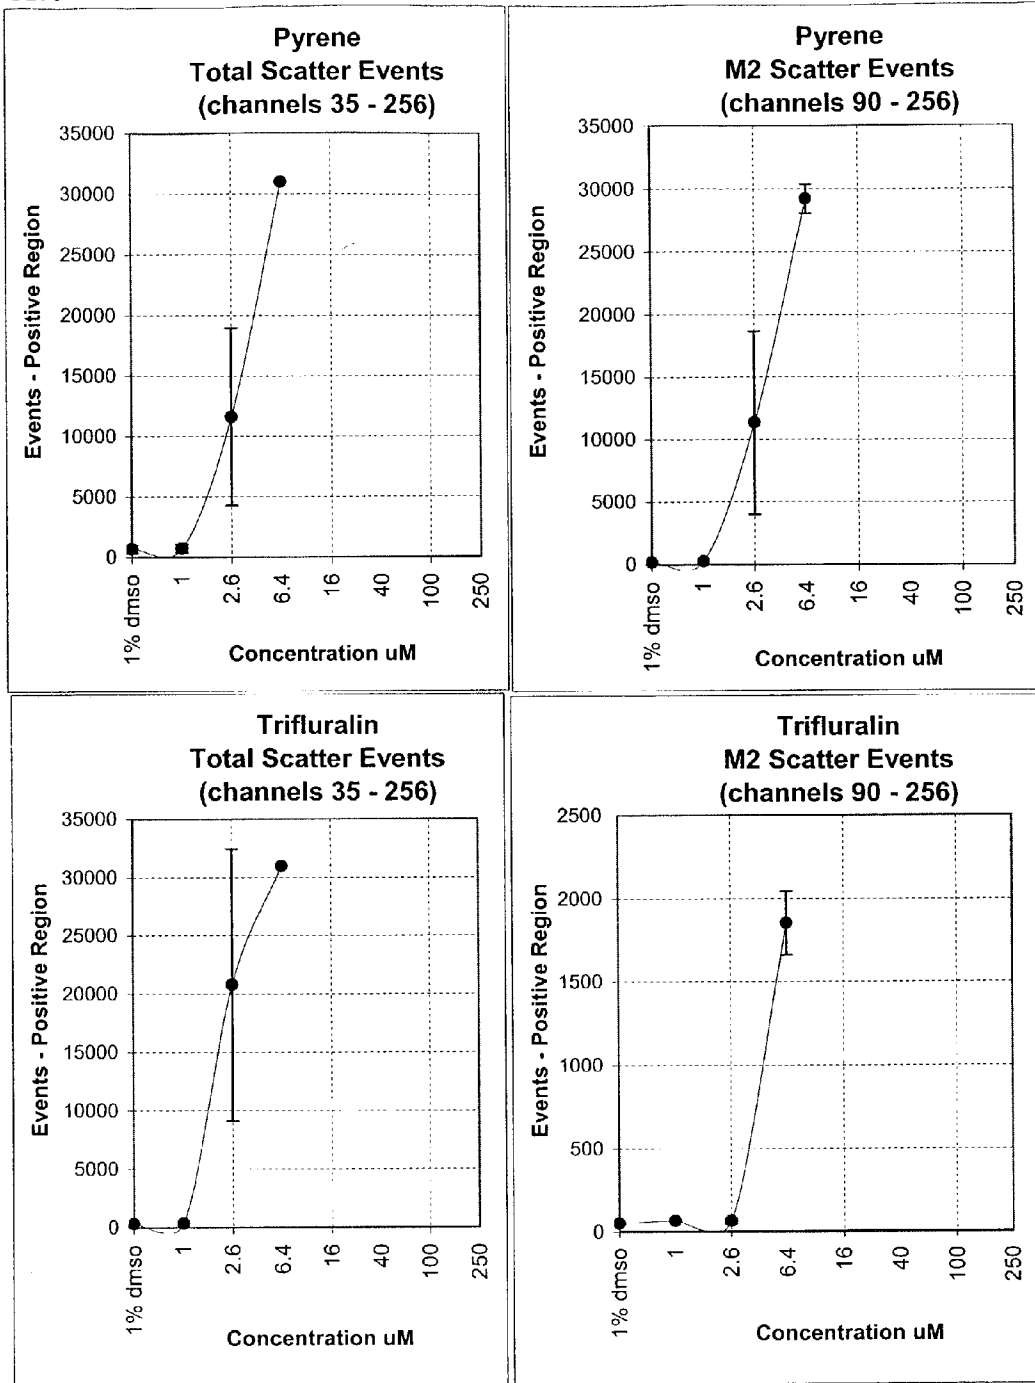 Pyrene
Total Scatter Events
(channels 35 - 256)
35000
30000
25000
20000
15000
10000
5000
0
Events - Positive Region
1% dmso
1
2.6
6.4
16
40
100
250
Concentration uM
Pyrene
M2 Scatter Events
(channels 90 - 256)
35000
30000
25000
20000
15000
10000
5000
0
Events - Positive Region
1% dmso
1
2.6
6.4
16
40
100
250
Concentration uM
Trifluralin
Total Scatter Events
(channels 35 - 256)
35000
30000
25000
20000
15000
10000
5000
0
Events - Positive Region
1% dmso
1
2.6
6.4
16
40
100
250
Concentration uM
Trifluralin
M2 Scatter Events
(channels 90 - 256)
2500
2000
1500
1000
500
0
Events - Positive Region
1% dmso
1
2.6
6.4
16
40
100
250
Concentration uM